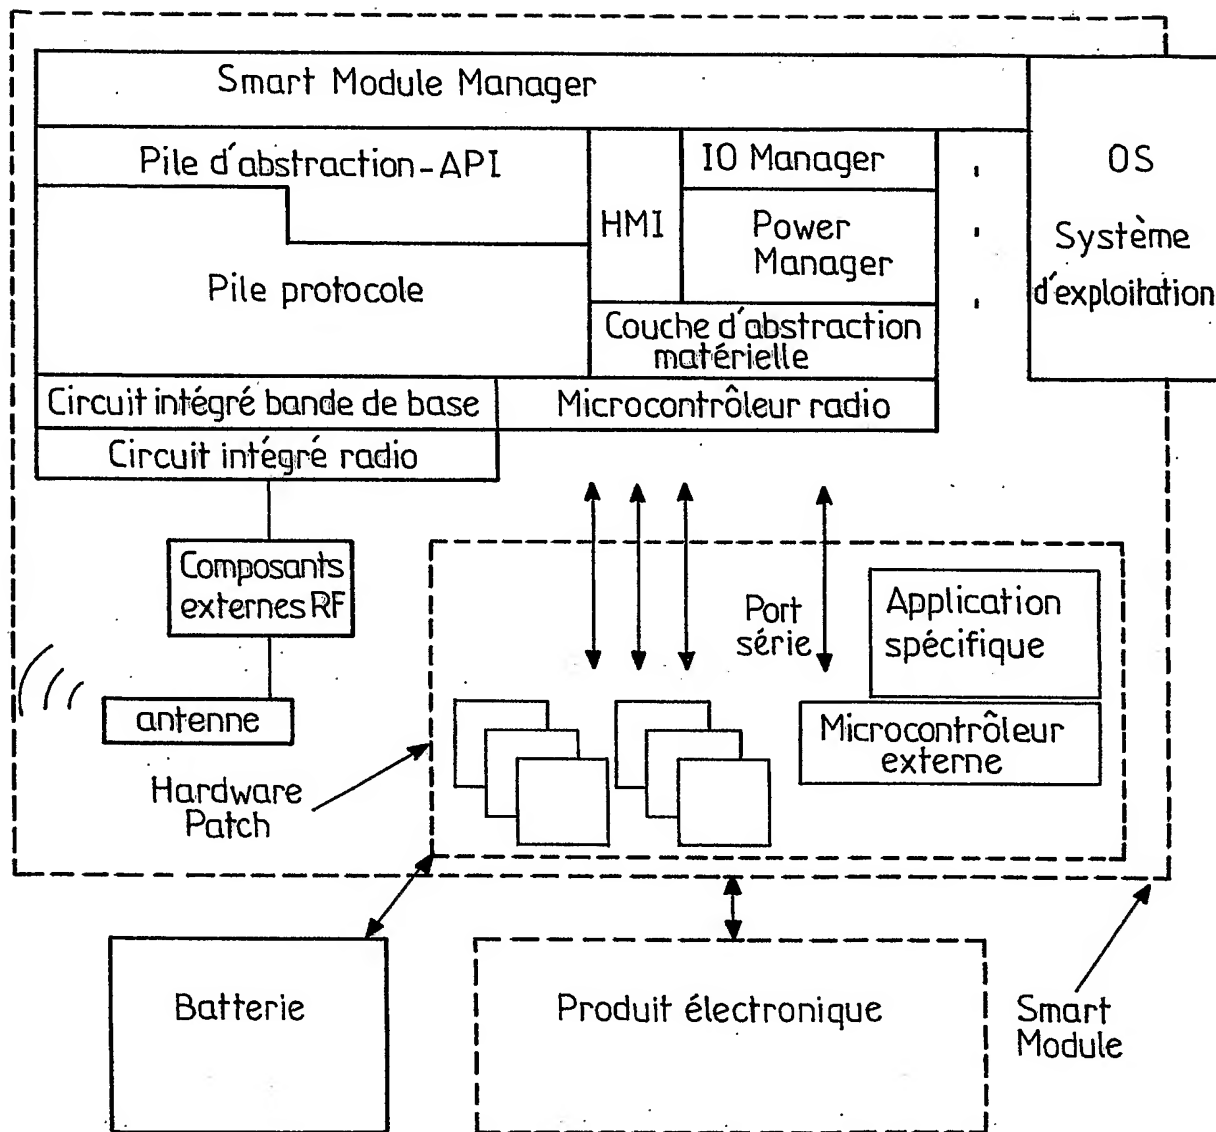 Smart Module Manager
Pile d'abstraction-API
HMI
IO Manager
Power
Manager
OS
Système
d'exploitation
Pile protocole
Couche d'abstraction
matérielle
Circuit intégré bande de base
Microcontrôleur radio
Circuit intégré radio
Composants
externes RF
antenne
Port
série
Application
spécifique
Microcontrôleur
externe
Hardware
Patch
Batterie
Produit électronique
Smart
Module